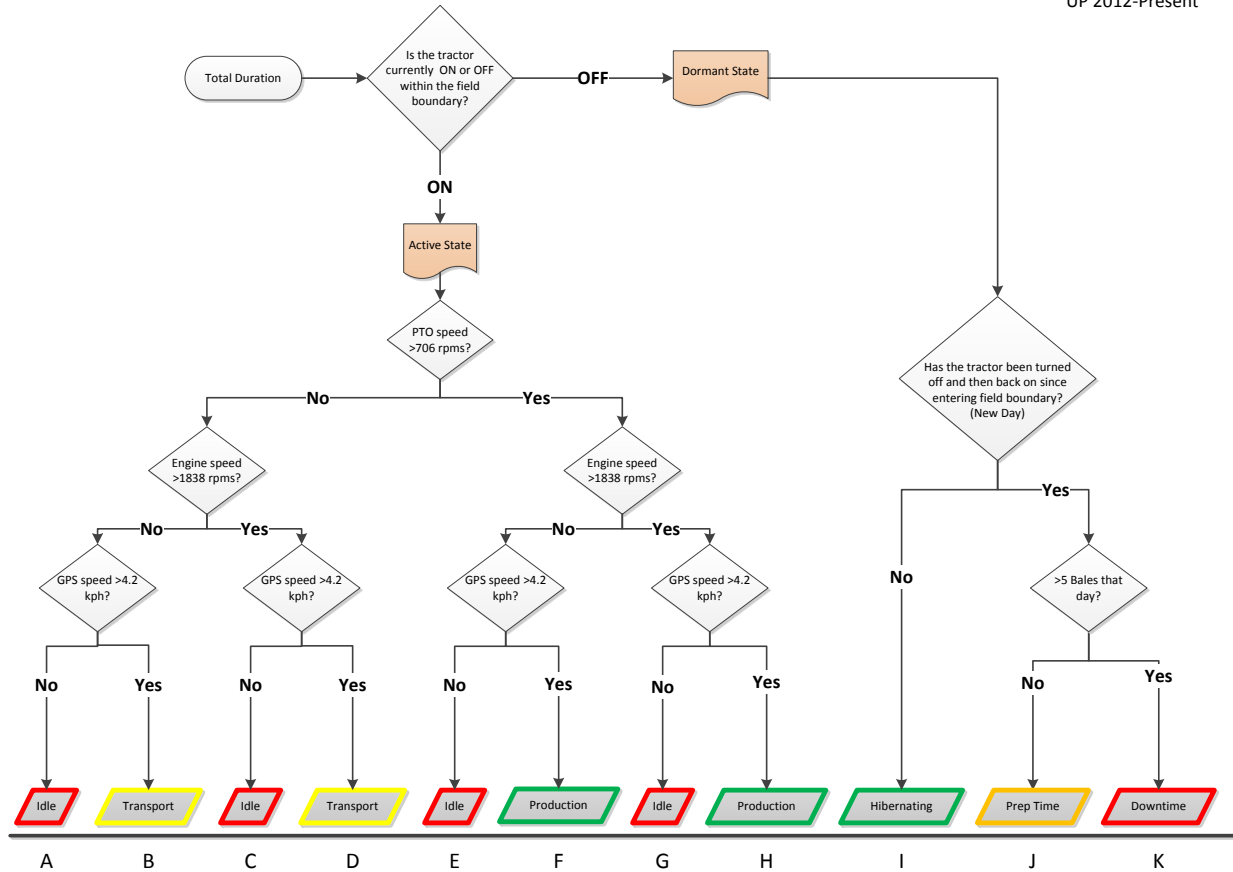 UP 2012-Present
Total Duration
Is the tractor
currently  ON or OFF
within the field
boundary?
OFF
Dormant State
ON
Active State
PTO speed
>706 rpms?
Has the tractor been turned
off and then back on since
entering field boundary?
(New Day)
No
Yes
Engine speed
>1838 rpms?
Engine speed
>1838 rpms?
Yes
No
Yes
No
Yes
GPS speed >4.2
kph?
GPS speed >4.2
kph?
GPS speed >4.2
kph?
GPS speed >4.2
kph?
No
>5 Bales that
day?
No
Yes
No
Yes
No
Yes
No
Yes
No
Yes
Idle
Transport
Idle
Transport
Idle
Production
Idle
Production
Hibernating
Prep Time
Downtime
A
B
C
D
E
F
G
H
I
J
K